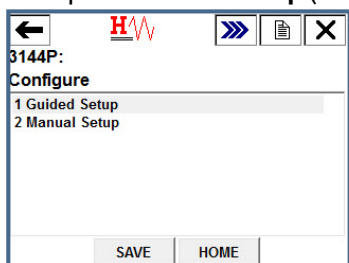 H
3144P:
Configure
1 Guided Setup
2 Manual Setup
SAVE HOME